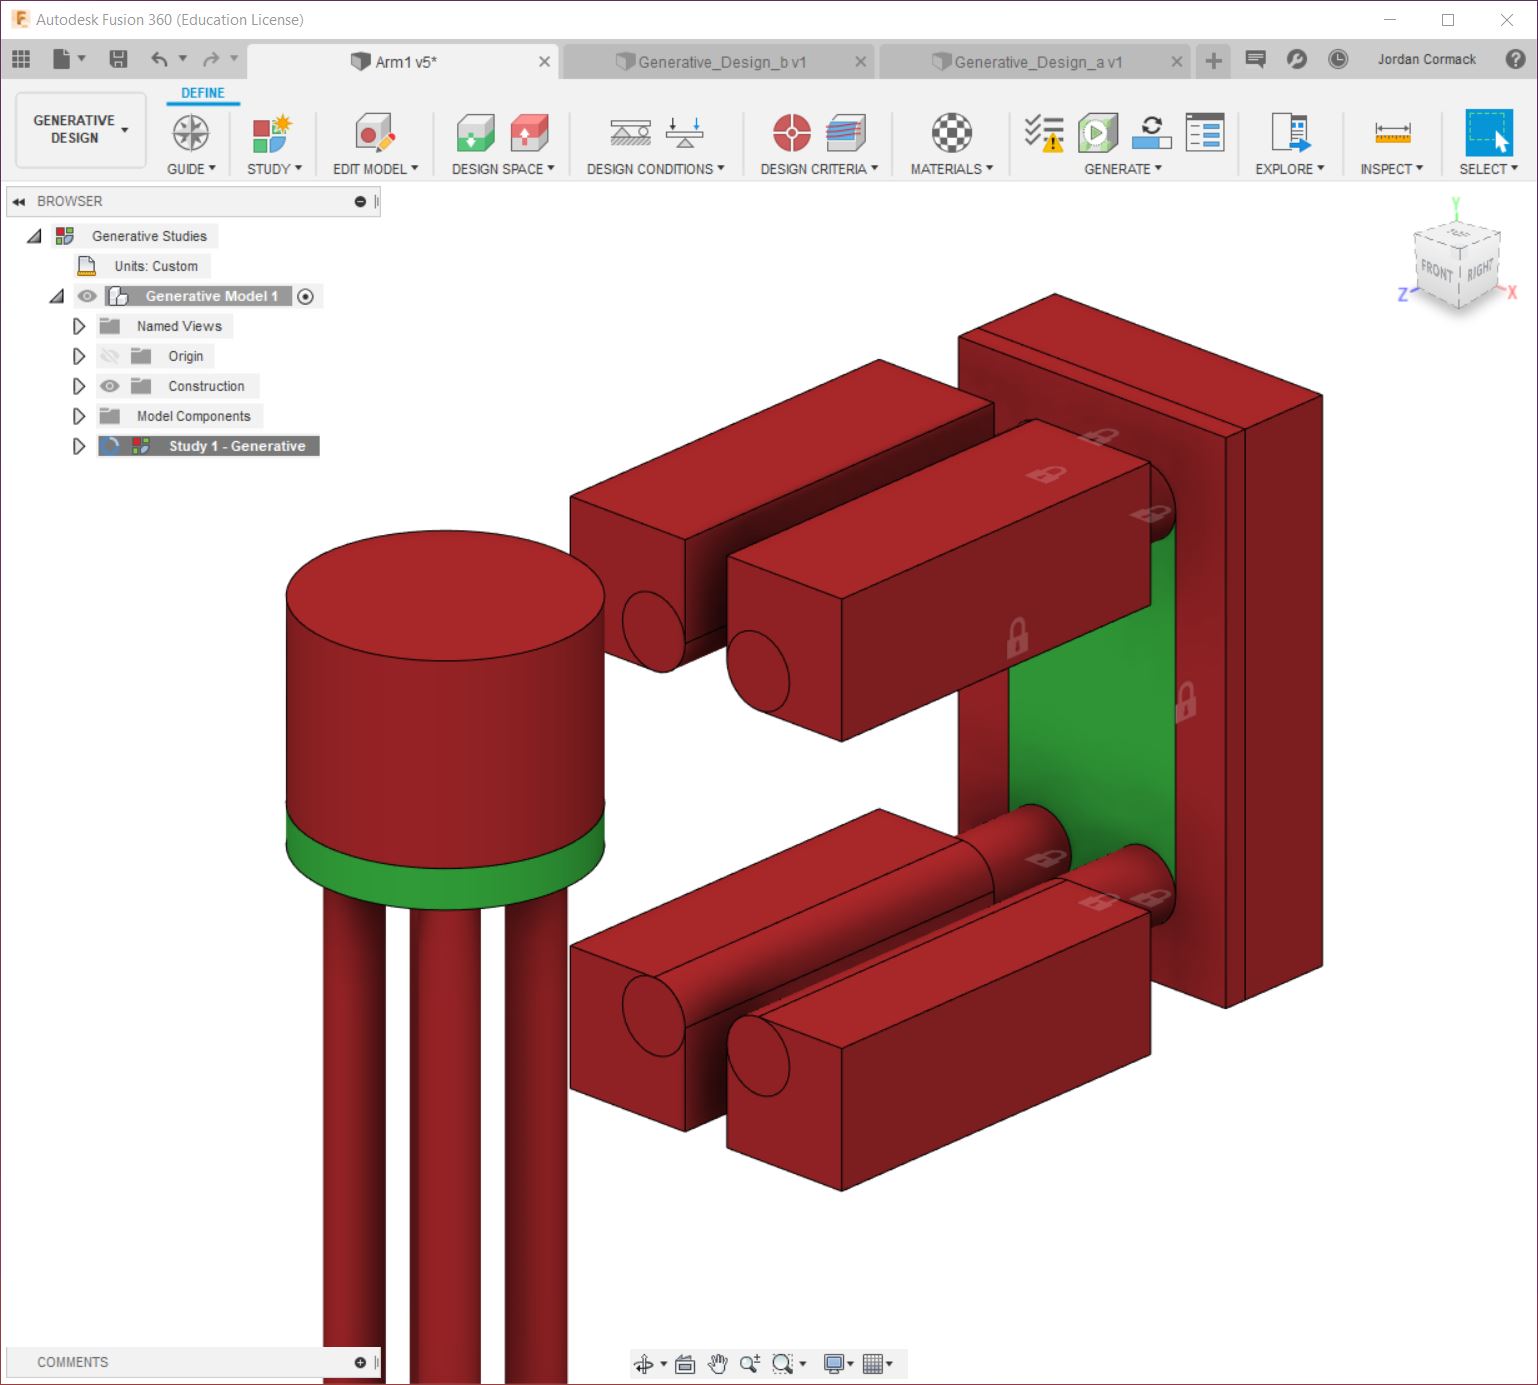 Autodesk Fusion 360 (Education License)
Arm1 v5*
Generative_Design_b v1
Generative_Design_a v1
Jordan Cormack
DEFINE
GENERATIVE
DESIGN
GUIDE
STUDY
EDIT MODEL
DESIGN SPACE
DESIGN CONDITIONS
DESIGN CRITERIA
MATERIALS
GENERATE
EXPLORE
INSPECT
SELECT
BROWSER
Generative Studies
Units: Custom
Generative Model 1
Named Views
Origin
Construction
Model Components
Study 1 - Generative
Y
TOP
FRONT
RIGHT
Z
X
COMMENTS